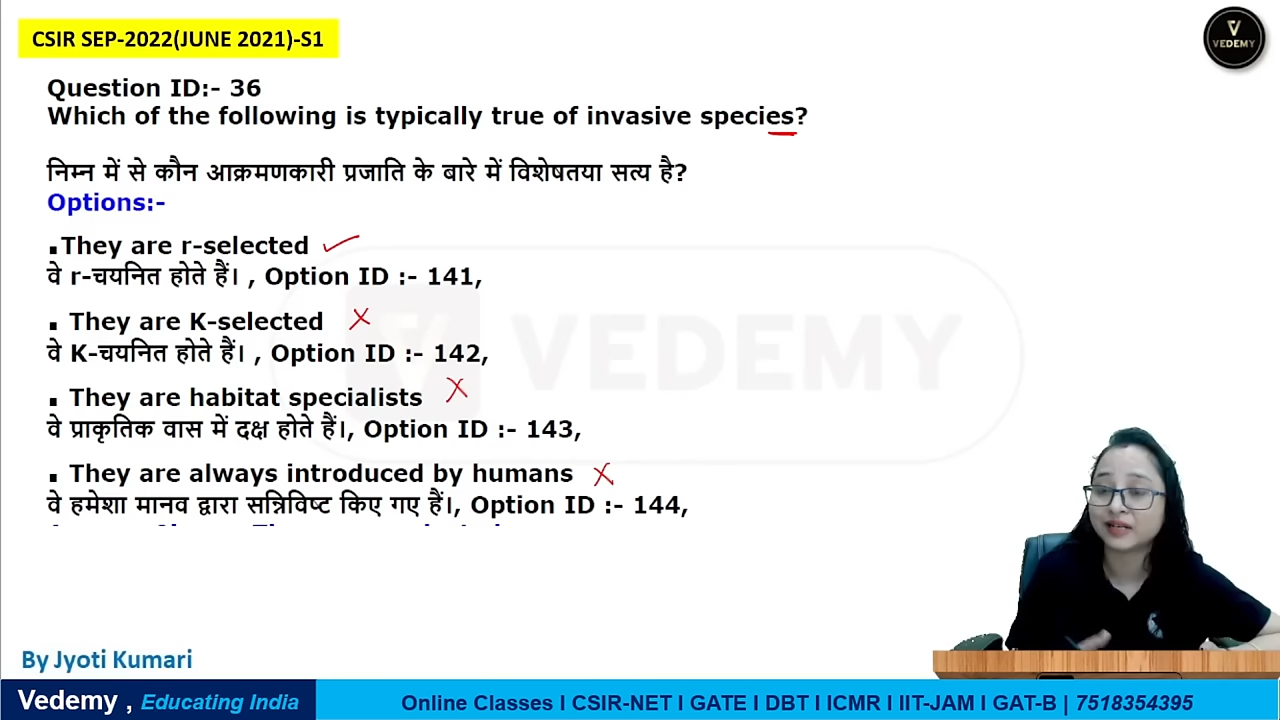 CSIR SEP-2022(JUNE 2021)-S1
VEDEMY
Question ID:- 36
Which of the following is typically true of invasive species?
निम्न में से कौन आक्रमणकारी प्रजाति के बारे में विशेषतया सत्य है?
Options:-
▪They are r-selected
वे r-चयनित होते हैं। , Option ID :- 141,
▪ They are K-selected
वे K-चयनित होते हैं। , Option ID :- 142,
VEDEMY
▪ They are habitat specialists
वे प्राकृतिक वास में दक्ष होते हैं।, Option ID :- 143,
▪ They are always introduced by humans
वे हमेशा मानव द्वारा सन्निविष्ट किए गए हैं।, Option ID :- 144,
By Jyoti Kumari
Vedemy , Educating India
Online Classes I CSIR-NET I GATE I DBT I ICMR I IIT-JAM I GAT-B | 7518354395